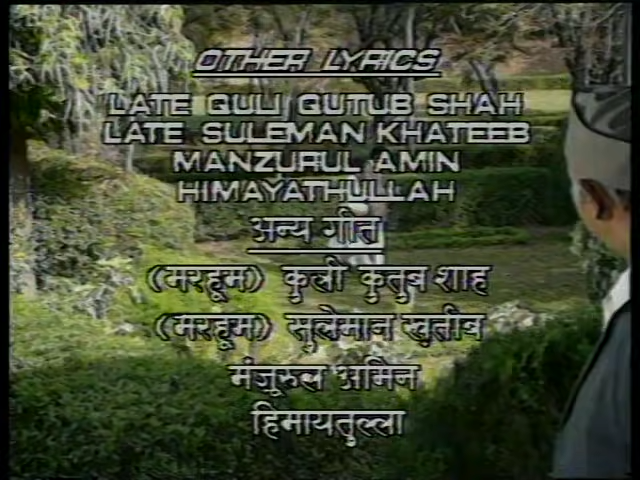 OTHER LYRICS
LATE QULI QUTUB SHAH
LATE SULEMAN KHATEEB
MANZURUL AMIN
HIMAYATHULLAH
अन्य गीत
(मरहूम) कुली कुतुब शाह
(मरहूम) सुलेमान खतीब
मंजूरुल अमिन
हिमायतुल्ला